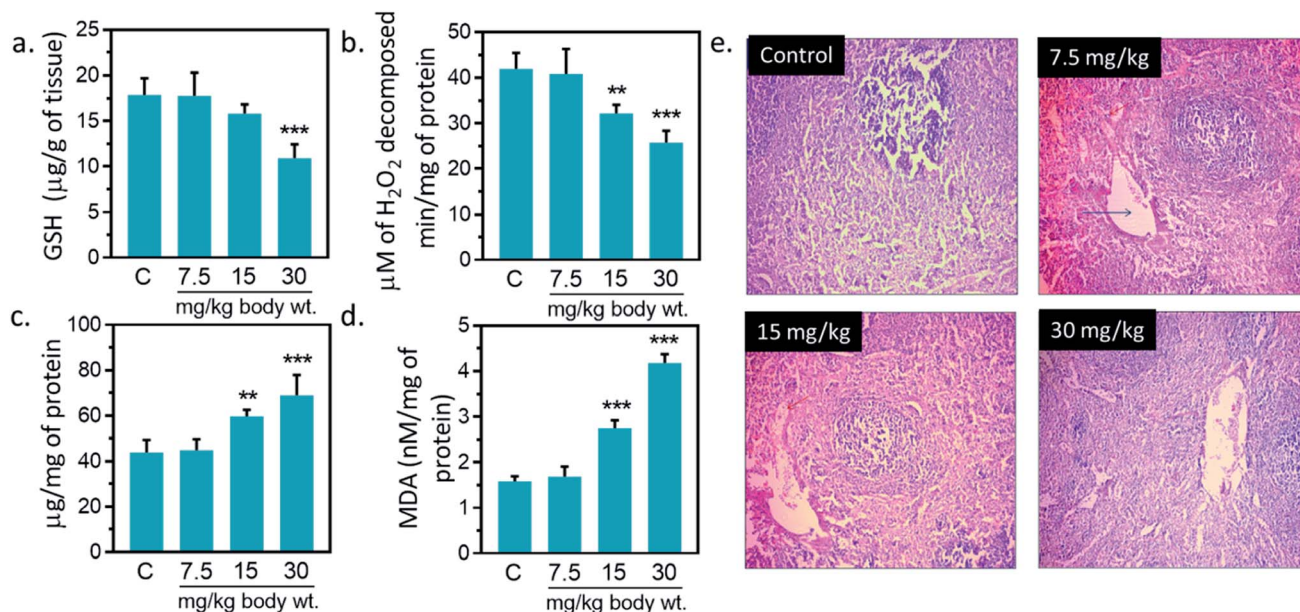 a.
GSH (µg/g of tissue)
25
20
15
10
5
0
***
C 7.5 15 30
mg/kg body wt.
b.
µM of H₂O₂ decomposed
min/mg of protein
50
40
30
20
10
0
**
***
C 7.5 15 30
mg/kg body wt.
c.
µg/mg of protein
100
80
60
40
20
0
**
***
C 7.5 15 30
mg/kg body wt.
d.
MDA (nM/mg of
protein)
5
4
3
2
1
0
***
***
C 7.5 15 30
mg/kg body wt.
e.
Control
7.5 mg/kg
15 mg/kg
30 mg/kg